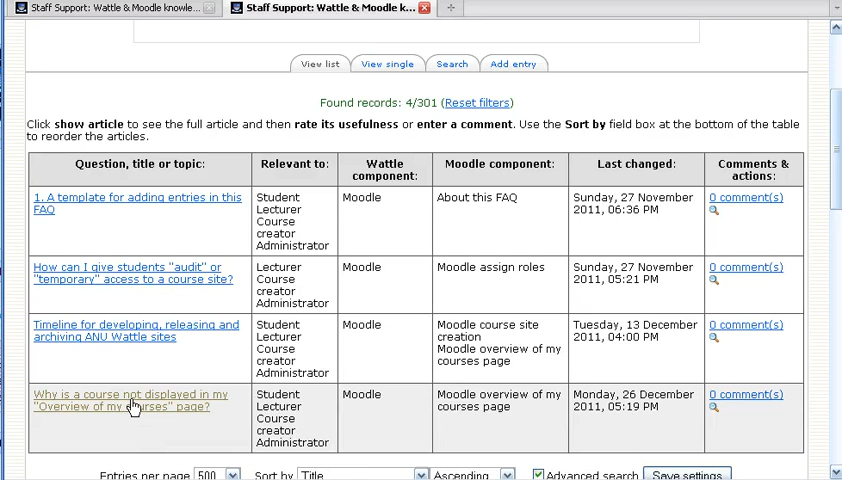 Staff Support: Wattle & Moodle knowle...
Staff Support: Wattle & Moodle k...
View list
View single
Search
Add entry
Found records: 4/301 (Reset filters)
Click show article to see the full article and then rate its usefulness or enter a comment. Use the Sort by field box at the bottom of the table
to reorder the articles.
Question, title or topic:
Relevant to:
Wattle
component:
Moodle component:
Last changed:
Comments &
actions:
1. A template for adding entries in this
FAQ
Student
Lecturer
Course
creator
Administrator
Moodle
About this FAQ
Sunday, 27 November
2011, 06:36 PM
0 comment(s)
How can I give students "audit" or
"temporary" access to a course site?
Lecturer
Course
creator
Administrator
Moodle
Moodle assign roles
Sunday, 27 November
2011, 05:21 PM
0 comment(s)
Timeline for developing, releasing and
archiving ANU Wattle sites
Student
Lecturer
Course
creator
Administrator
Moodle
Moodle course site
creation
Moodle overview of my
courses page
Tuesday, 13 December
2011, 04:00 PM
0 comment(s)
Why is a course not displayed in my
"Overview of my courses" page?
Student
Lecturer
Course
creator
Administrator
Moodle
Moodle overview of my
courses page
Monday, 26 December
2011, 05:19 PM
0 comment(s)
Entries per page 500 Sort by Title Ascending Advanced search Save settings